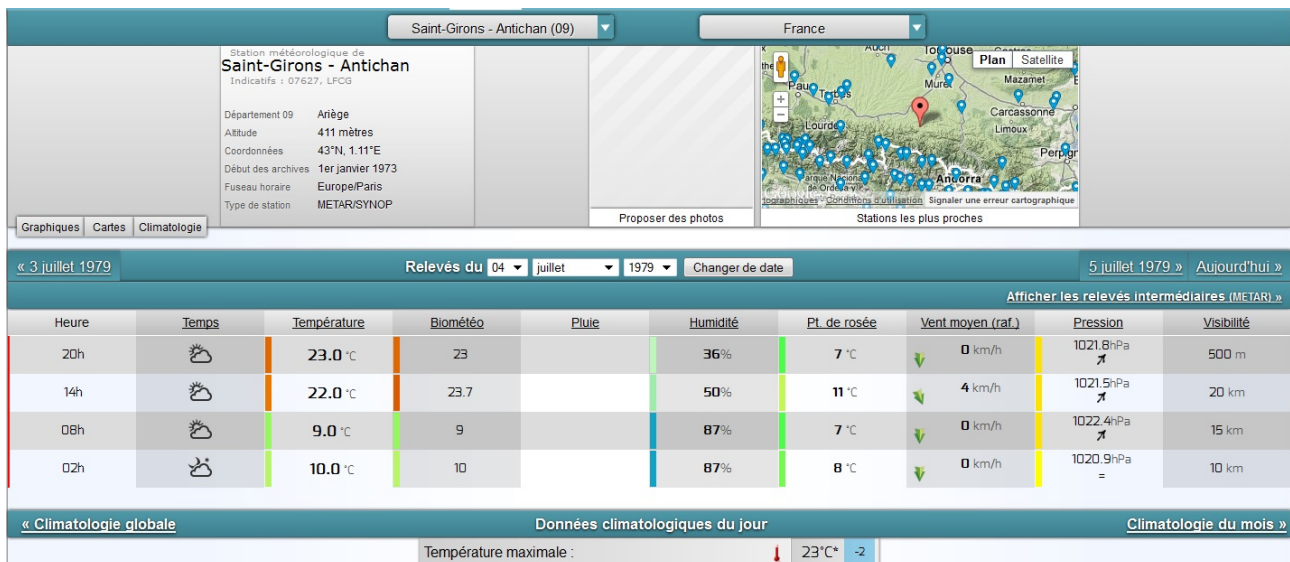 Saint-Girons - Antichan (09) France
Station météorologique de
Saint-Girons - Antichan
Indicatifs : 07627, LFCG
Département 09 Ariège
Altitude 411 mètres
Coordonnées 43°N, 1.11°E
Début des archives 1er janvier 1973
Fuseau horaire Europe/Paris
Type de station METAR/SYNOP
Graphiques Cartes Climatologie
Proposer des photos
Auch
Plan Satellite
Pau
Tarbes
Muret
Mazamet
Carcassonne
Limoux
Lourdes
Andorra
Conditions d'utilisation Signaler une erreur cartographique
Stations les plus proches
« 3 juillet 1979 Relevés du 04 juillet 1979 Changer de date 5 juillet 1979 » Aujourd'hui »
Afficher les relevés intermédiaires (METAR) »
Heure Temps Température Biométéo Pluie Humidité Pt. de rosée Vent moyen (raf.) Pression Visibilité
20h 23.0 °C 23 36% 7 °C 0 km/h 1021.8hPa 500 m
14h 22.0 °C 23.7 50% 11 °C 4 km/h 1021.5hPa 20 km
08h 9.0 °C 9 87% 7 °C 0 km/h 1022.4hPa 15 km
02h 10.0 °C 10 87% 8 °C 0 km/h 1020.9hPa = 10 km
« Climatologie globale Données climatologiques du jour Climatologie du mois »
Température maximale : 23°C* -2